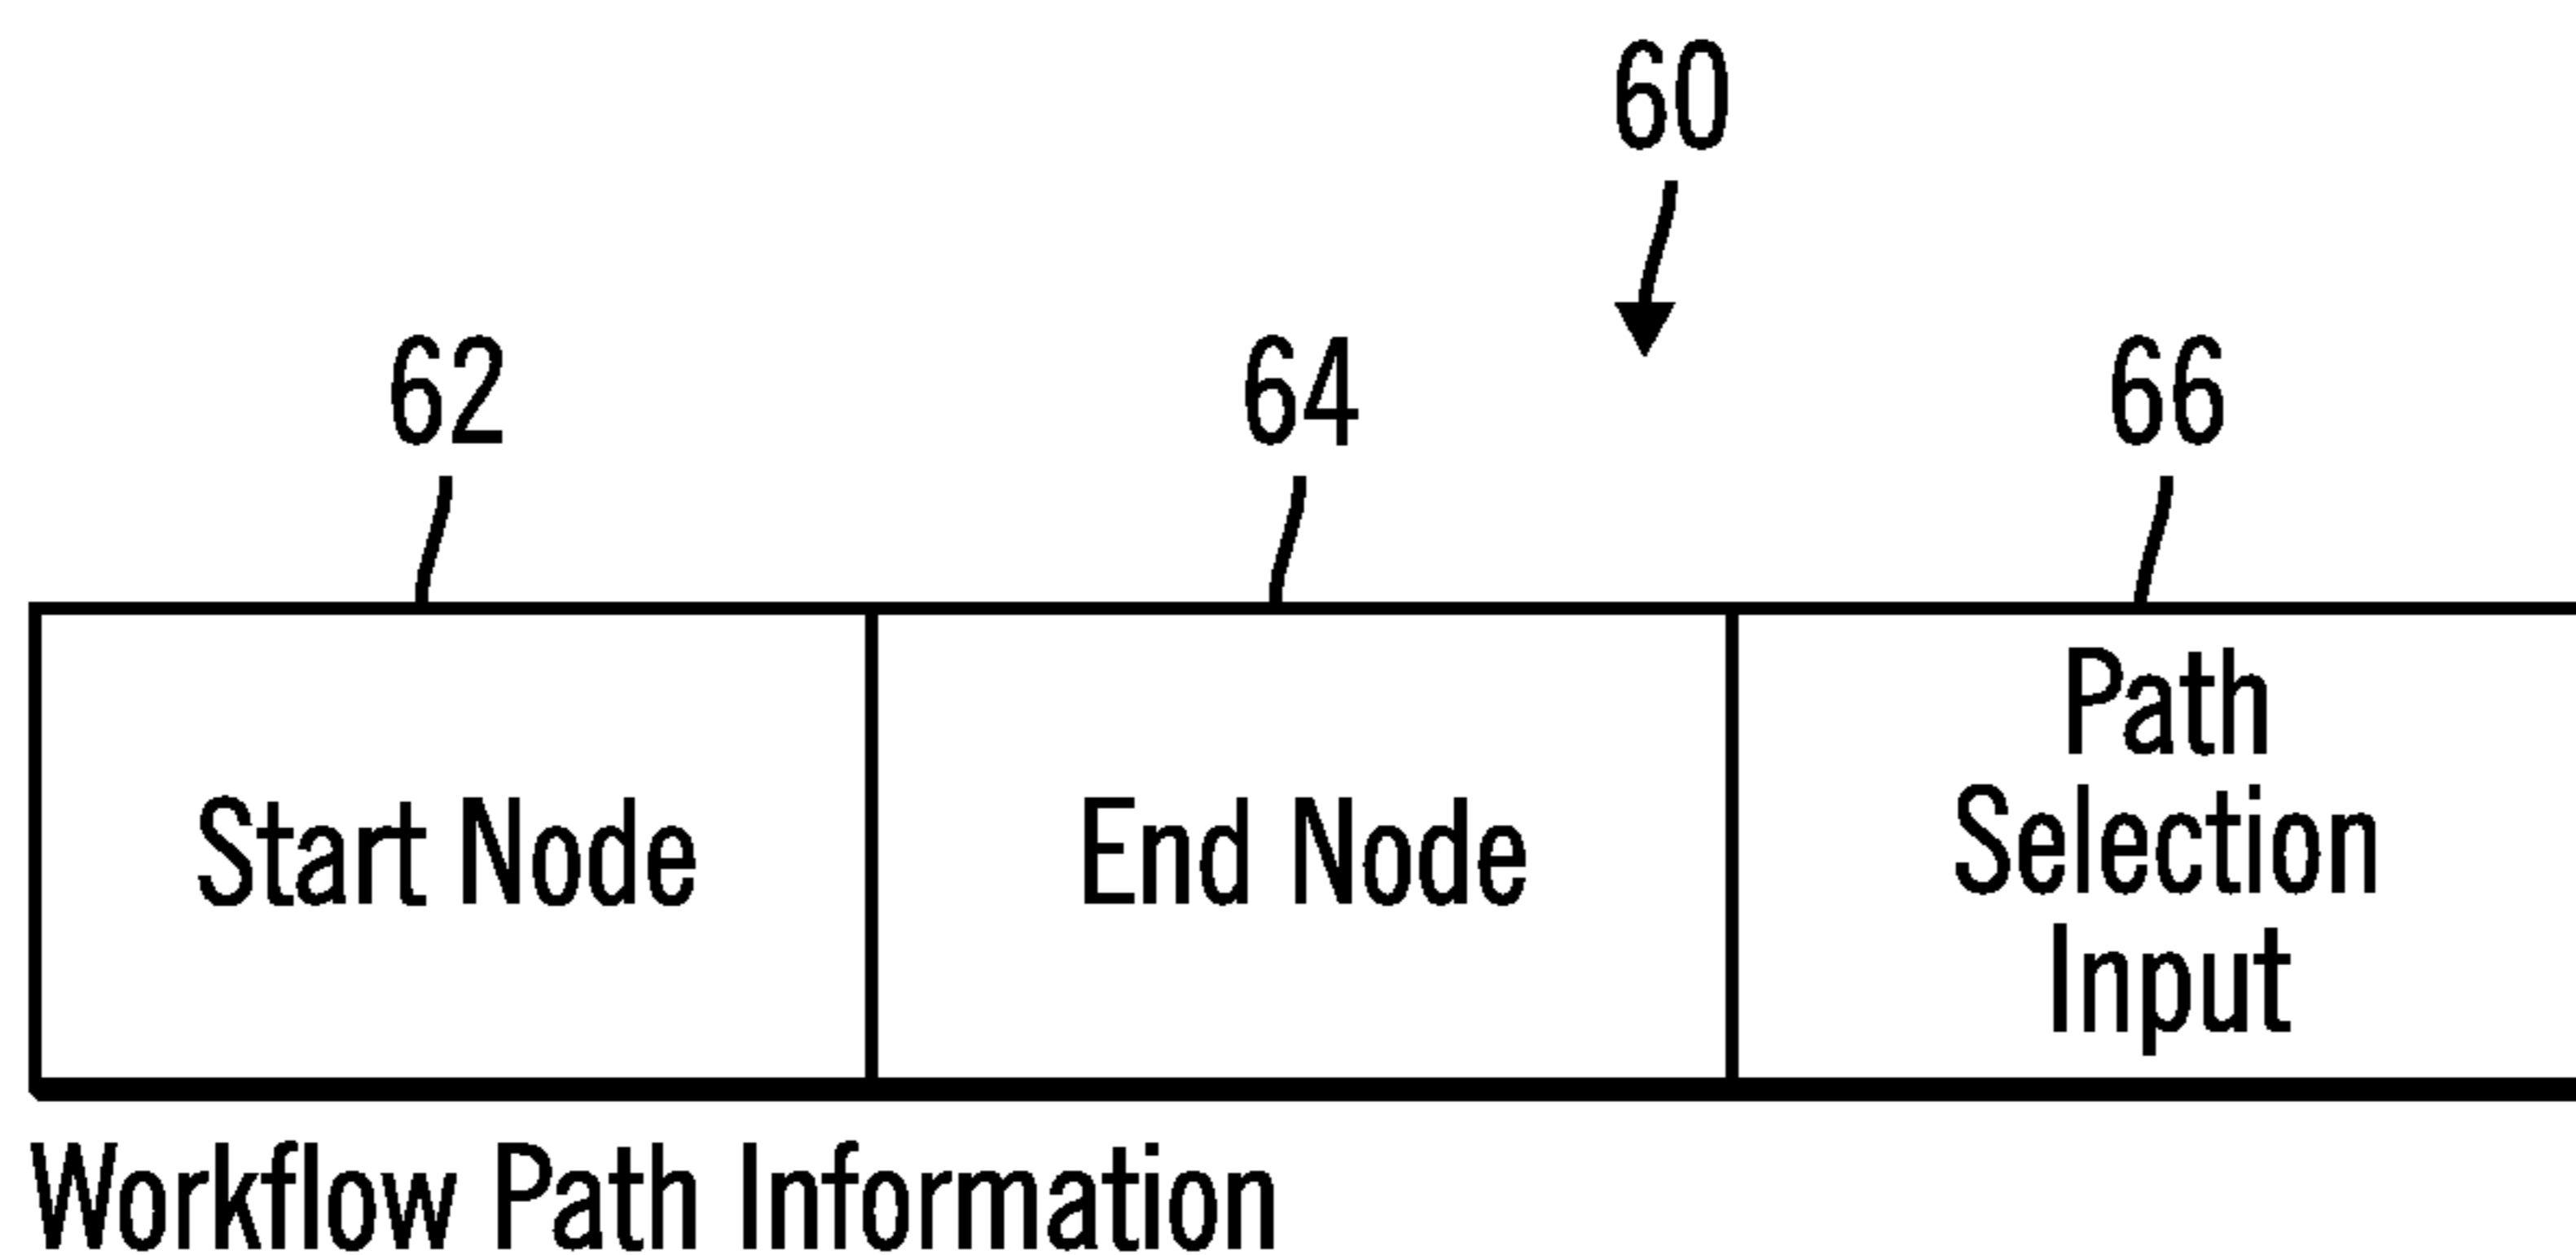 60
62
64
66
Start Node
End Node
Path
Selection
Input
Workflow Path Information